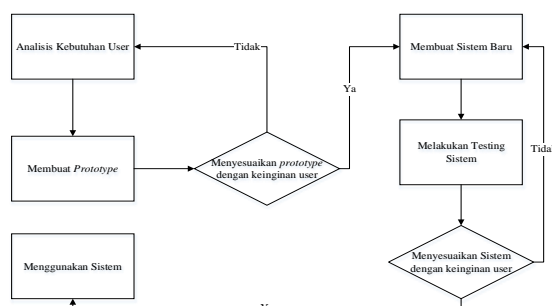 Analisis Kebutuhan User
Tidak
Membuat Sistem Baru
Ya
Membuat Prototype
Menyesuaikan prototype
dengan keinginan user
Melakukan Testing
Sistem
Tidak
Menggunakan Sistem
Menyesuaikan Sistem
dengan keinginan user